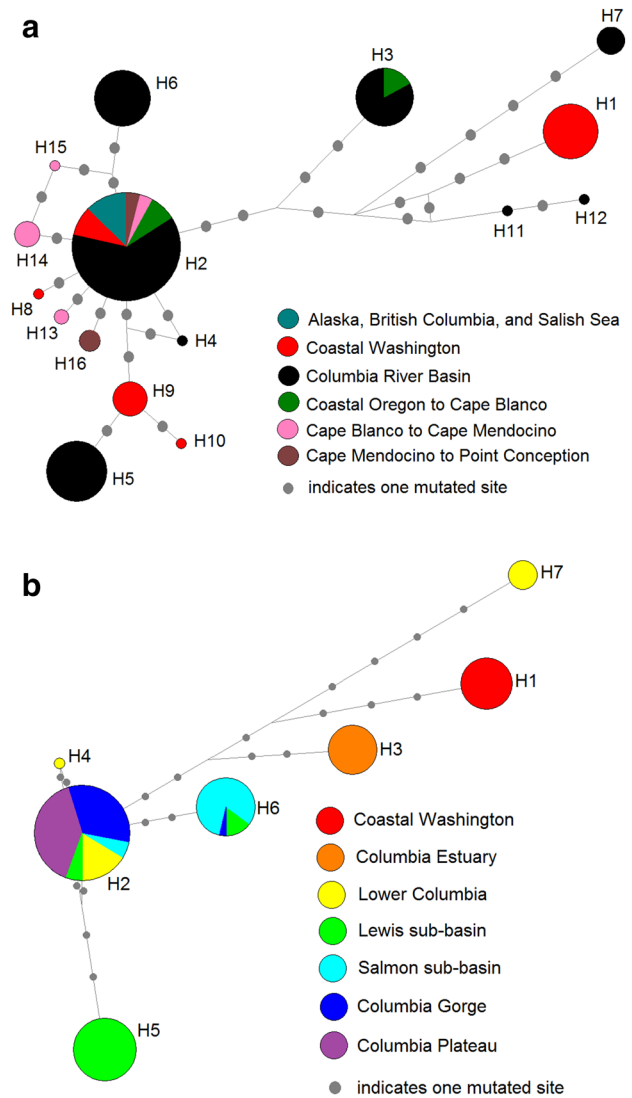 a
H7
H3
H6
H1
H15
H12
H11
H14
H2
H8
H13
H4
H16
H9
H10
H5
Alaska, British Columbia, and Salish Sea
Coastal Washington
Columbia River Basin
Coastal Oregon to Cape Blanco
Cape Blanco to Cape Mendocino
Cape Mendocino to Point Conception
indicates one mutated site
b
H7
H1
H3
H4
H6
H2
H5
Coastal Washington
Columbia Estuary
Lower Columbia
Lewis sub-basin
Salmon sub-basin
Columbia Gorge
Columbia Plateau
indicates one mutated site